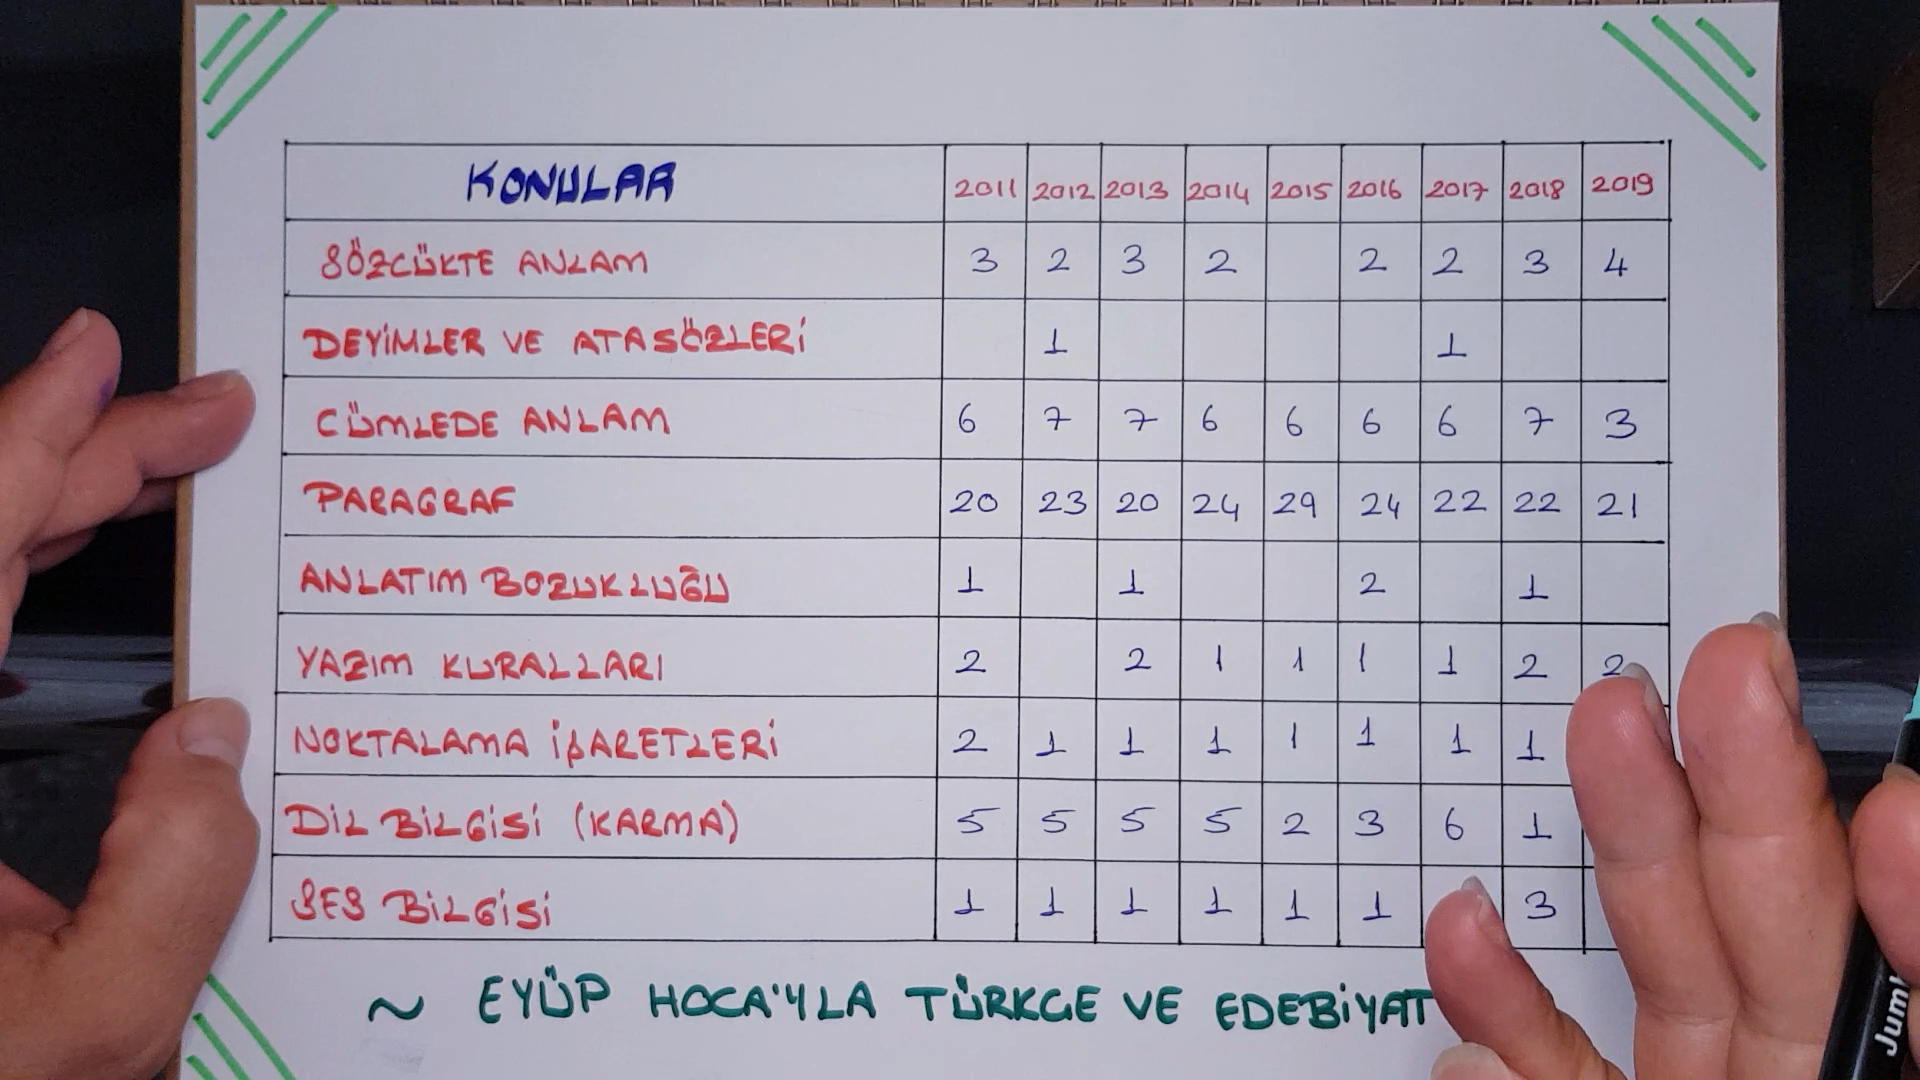 KONULAR 2011 2012 2013 2014 2015 2016 2017 2018 2019
SÖZCÜKTE ANLAM 3 2 3 2 2 2 3 4
DEYİMLER VE ATASÖZLERİ 1 1
CÜMLEDE ANLAM 6 7 7 6 6 6 6 7 3
PARAGRAF 20 23 20 24 29 24 22 22 21
ANLATIM BOZUKLUĞU 1 1 2 1
YAZIM KURALLARI 2 2 1 1 1 1 2 2
NOKTALAMA İŞARETLERİ 2 1 1 1 1 1 1 1
DİL BİLGİSİ (KARMA) 5 5 5 5 2 3 6 1
SES BİLGİSİ 1 1 1 1 1 1 3
~ EYÜP HOCA'YLA TÜRKCE VE EDEBİYAT